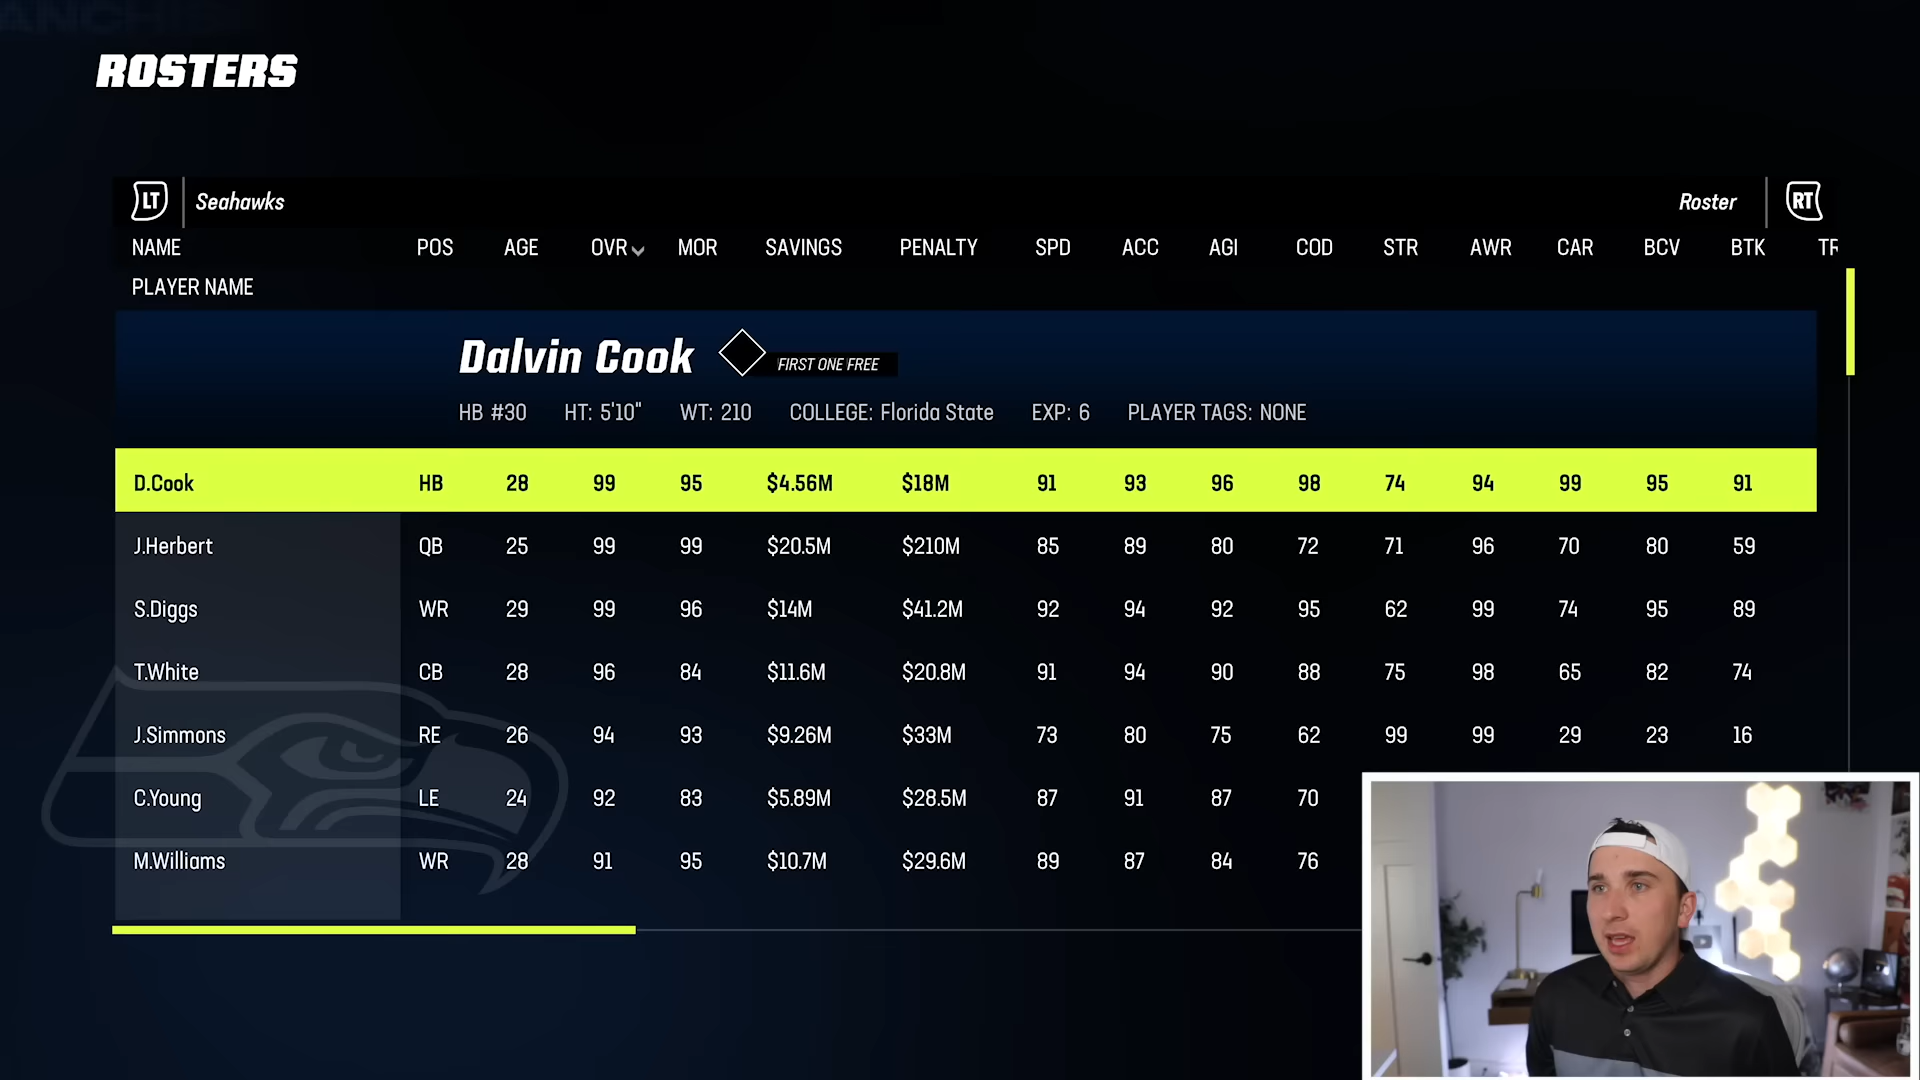 ROSTERS
LT Seahawks Roster RT
NAME POS AGE OVR MOR SAVINGS PENALTY SPD ACC AGI COD STR AWR CAR BCV BTK
PLAYER NAME
Dalvin Cook FIRST ONE FREE
HB #30 HT: 5'10" WT: 210 COLLEGE: Florida State EXP: 6 PLAYER TAGS: NONE
D.Cook HB 28 99 95 $4.56M $18M 91 93 96 98 74 94 99 95 91
J.Herbert QB 25 99 99 $20.5M $210M 85 89 80 72 71 96 70 80 59
S.Diggs WR 29 99 96 $14M $41.2M 92 94 92 95 62 99 74 95 89
T.White CB 28 96 84 $11.6M $20.8M 91 94 90 88 75 98 65 82 74
J.Simmons RE 26 94 93 $9.26M $33M 73 80 75 62 99 99 29 23 16
C.Young LE 24 92 83 $5.89M $28.5M 87 91 87 70
M.Williams WR 28 91 95 $10.7M $29.6M 89 87 84 76